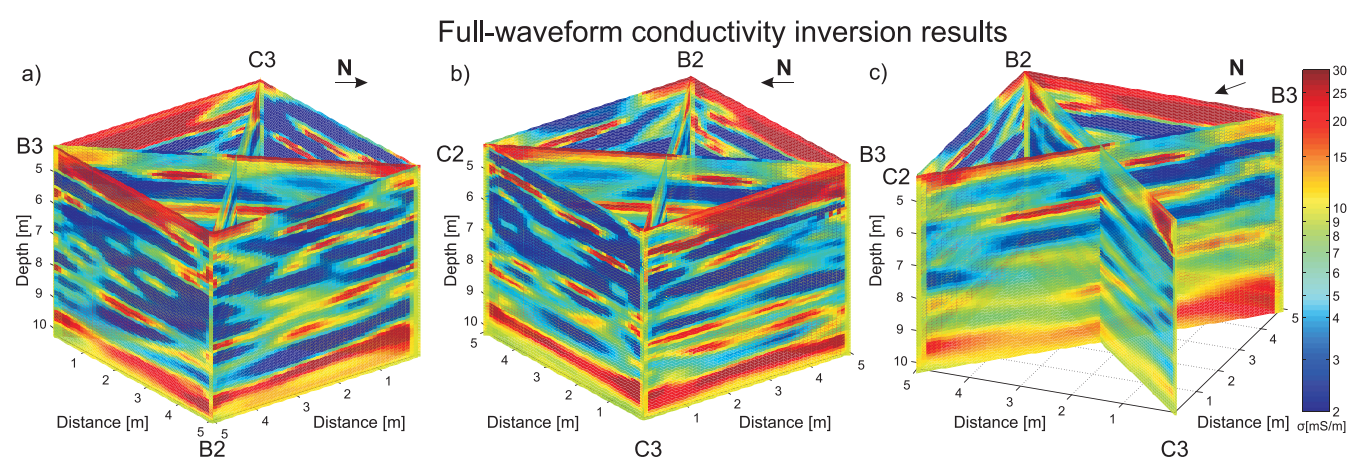 Full-waveform conductivity inversion results
a)
C3
N
B3
5
6
7
8
9
10
Depth [m]
1
2
3
4
5
Distance [m]
5
4
3
2
1
Distance [m]
B2
b)
B2
N
C2
5
6
7
8
9
10
Depth [m]
5
4
3
2
1
Distance [m]
1
2
3
4
5
Distance [m]
C3
c)
B2
N
B3
B3
C2
5
6
7
8
9
10
Depth [m]
5
4
3
2
1
Distance [m]
1
2
3
4
5
Distance [m]
C3
30
25
20
15
10
9
8
7
6
5
4
3
2
σ[mS/m]